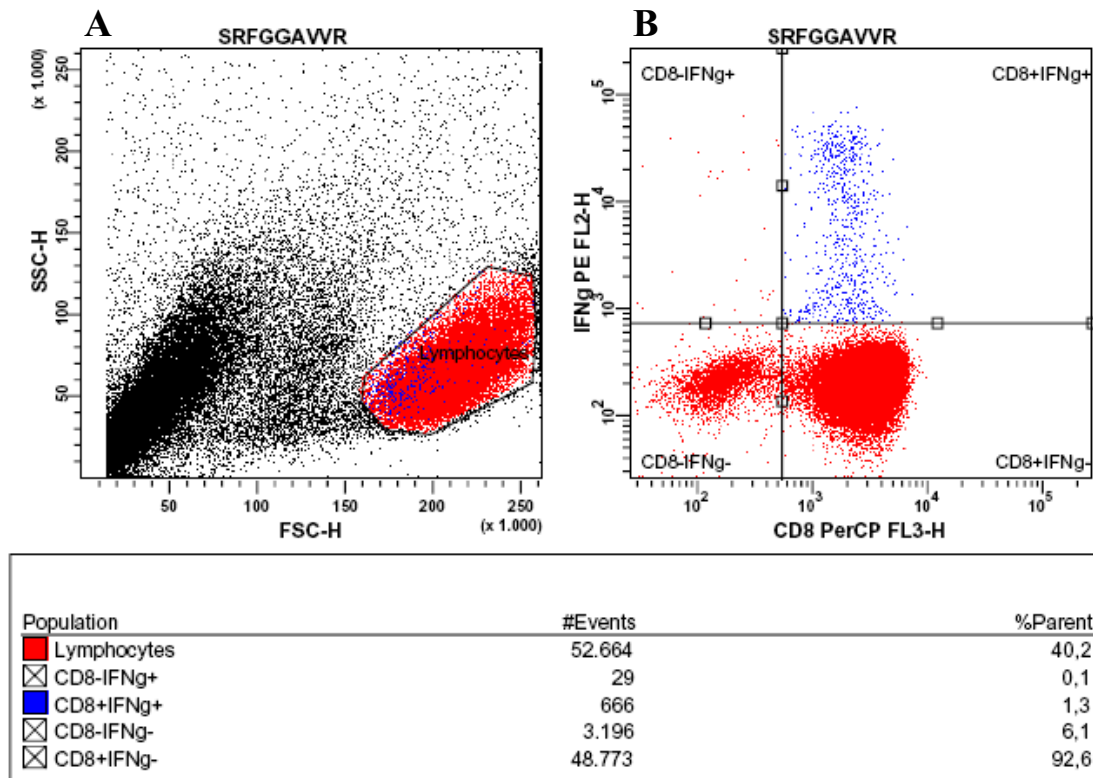 A
SRFGGAVVR
(x 1.000)
SSC-H
250
200
150
100
50
Lymphocytes
50 100 150 200 250
FSC-H
(x 1.000)
B
SRFGGAVVR
CD8-IFNg+
CD8+IFNg+
IFNg PE FL2-H
10^5
10^4
10^3
10^2
CD8-IFNg-
CD8+IFNg-
10^2 10^3 10^4 10^5
CD8 PerCP FL3-H
Population #Events %Parent
Lymphocytes 52.664 40,2
CD8-IFNg+ 29 0,1
CD8+IFNg+ 666 1,3
CD8-IFNg- 3.196 6,1
CD8+IFNg- 48.773 92,6